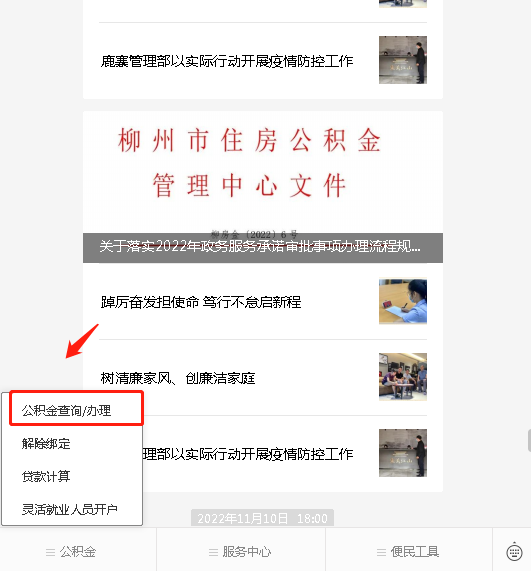 鹿寨管理部以实际行动开展疫情防控工作
柳州市住房公积金
管理中心文件
柳房金〔2022〕6号
关于落实2022年政务服务承诺审批事项办理流程规...
踔厉奋发担使命 笃行不怠启新程
树清廉家风、创廉洁家庭
管理部以实际行动开展疫情防控工作
公积金查询/办理
解除绑定
贷款计算
灵活就业人员开户
2022年11月10日 18:00
公积金
服务中心
便民工具